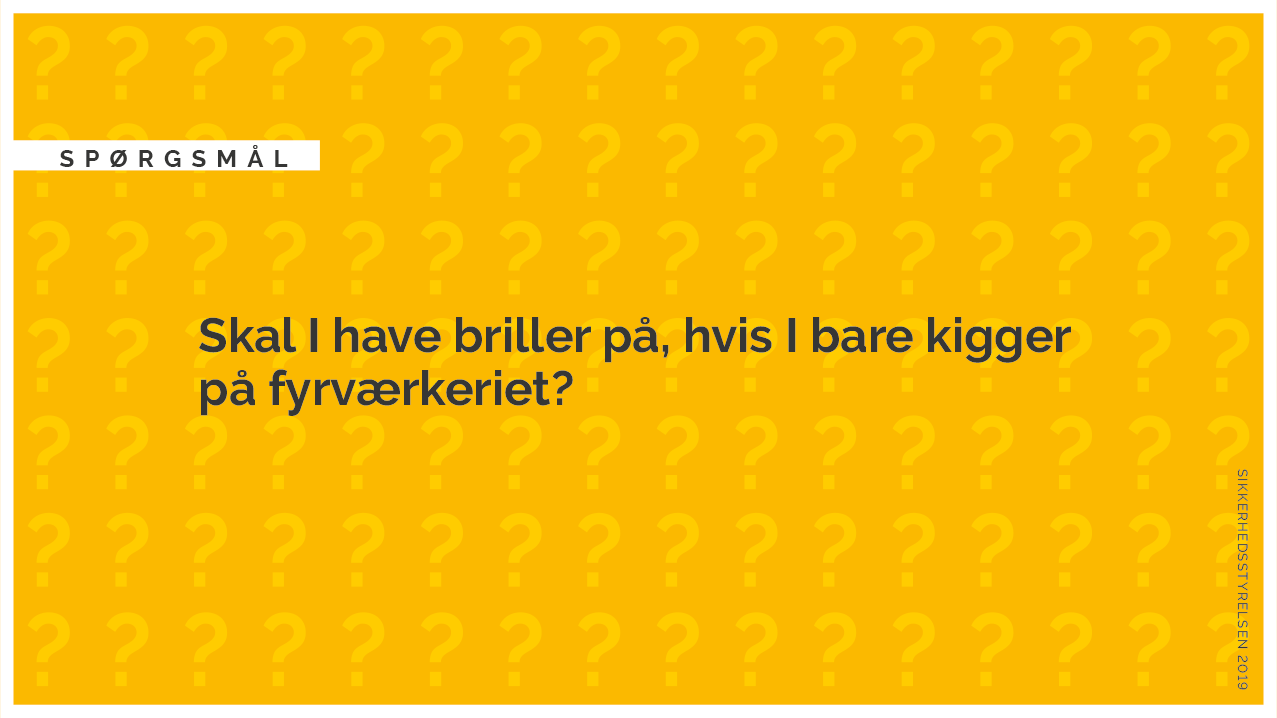 SPØRGSMÅL
Skal I have briller på, hvis I bare kigger
på fyrværkeriet?
SIKKERHEDSSTYRELSEN 2019